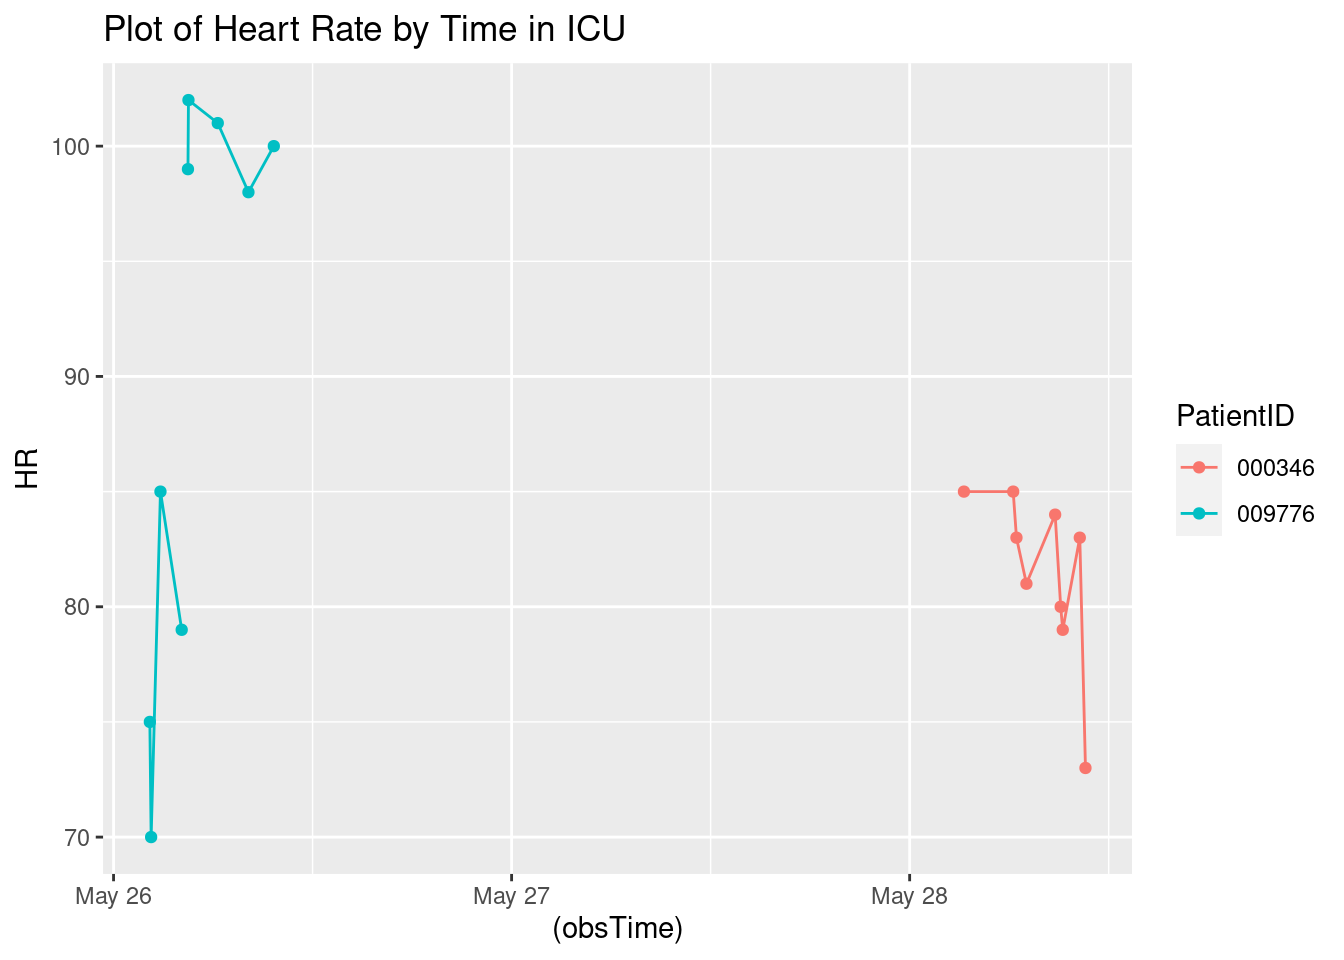 Plot of Heart Rate by Time in ICU
100
90
80
70
HR
May 26
May 27
May 28
(obsTime)
PatientID
000346
009776